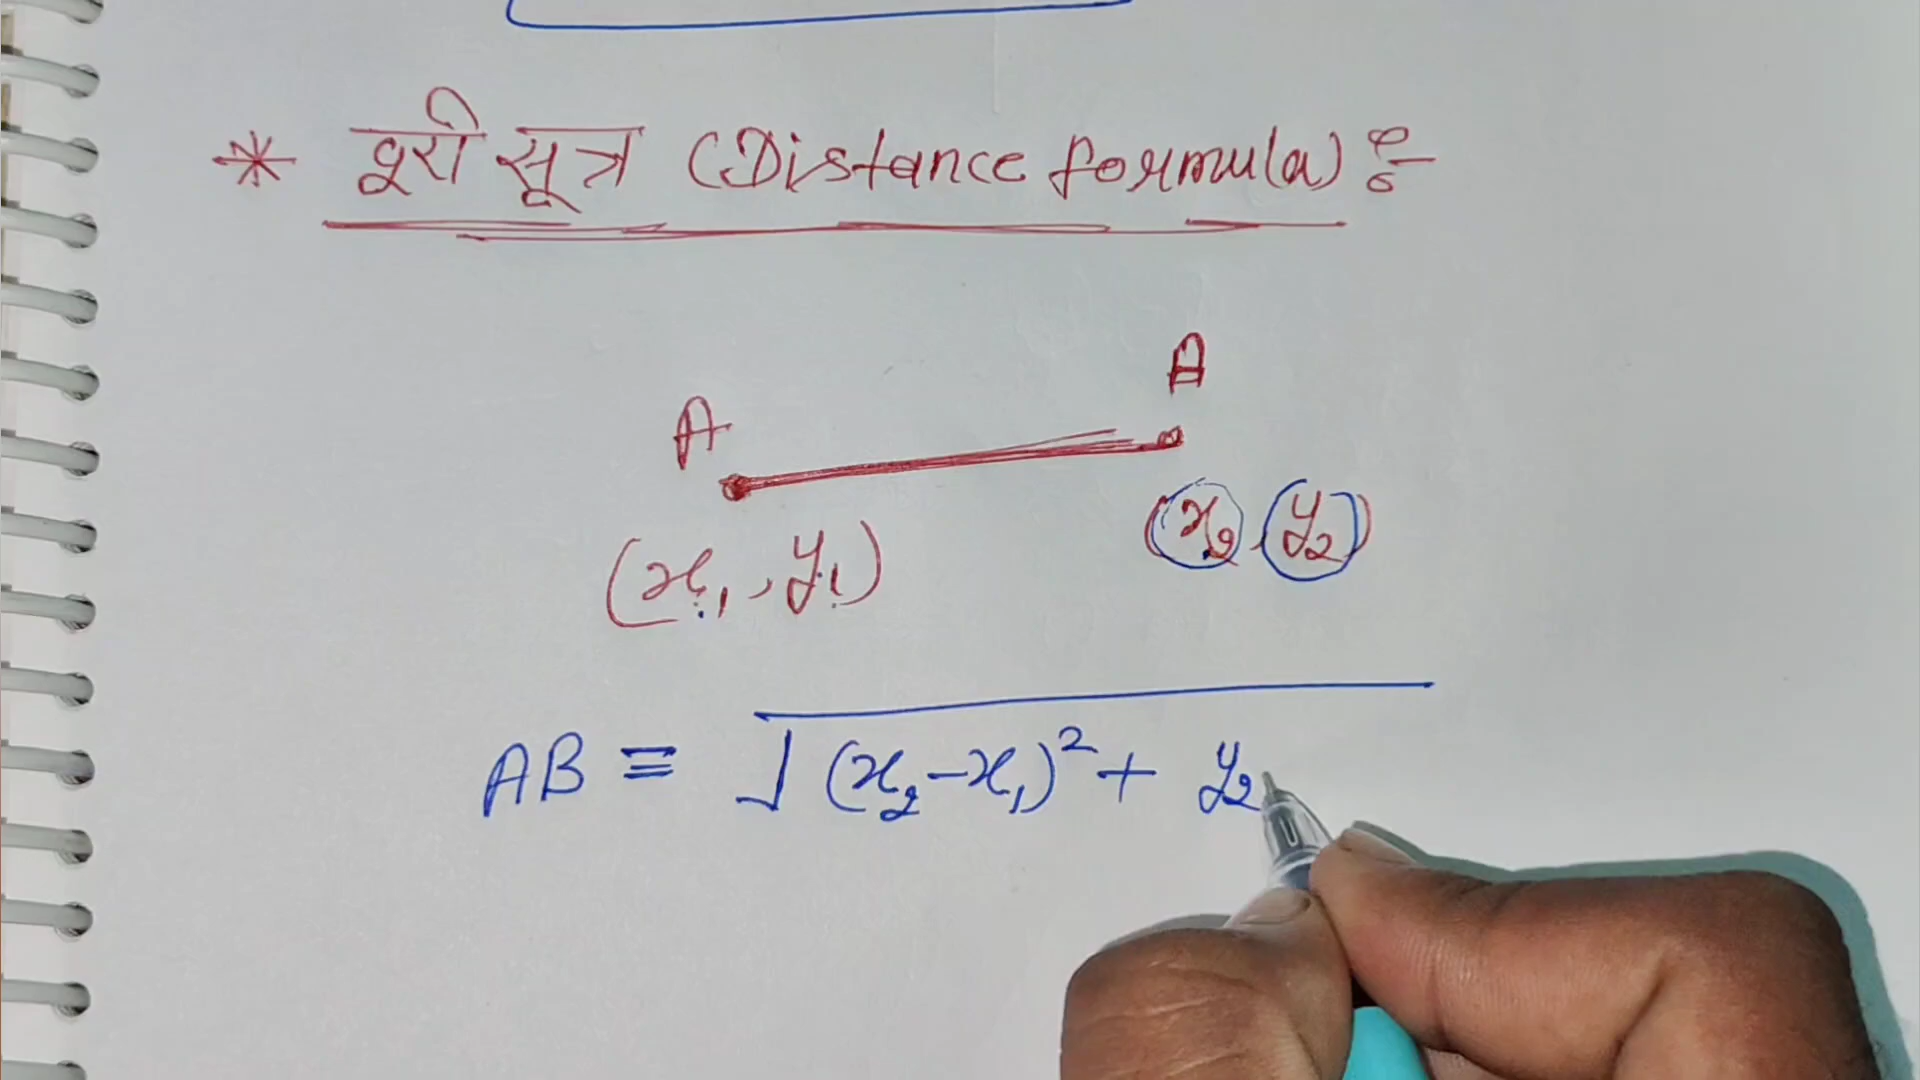 * दूरी सूत्र (Distance formula) :-
A
A
(x₁, y₁)
(x₂, y₂)
AB = √(x₂-x₁)² + y₂